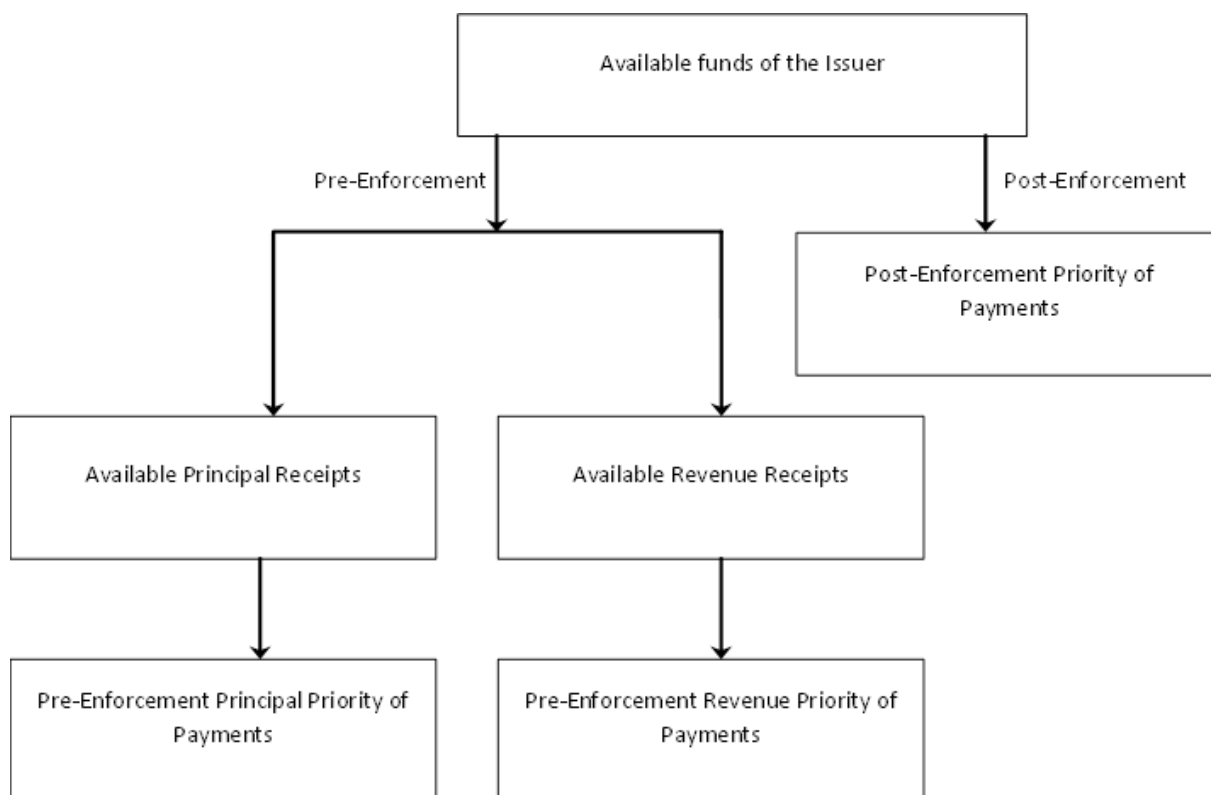 Available funds of the Issuer
Pre-Enforcement
Post-Enforcement
Post-Enforcement Priority of
Payments
Available Principal Receipts
Available Revenue Receipts
Pre-Enforcement Principal Priority of
Payments
Pre-Enforcement Revenue Priority of
Payments